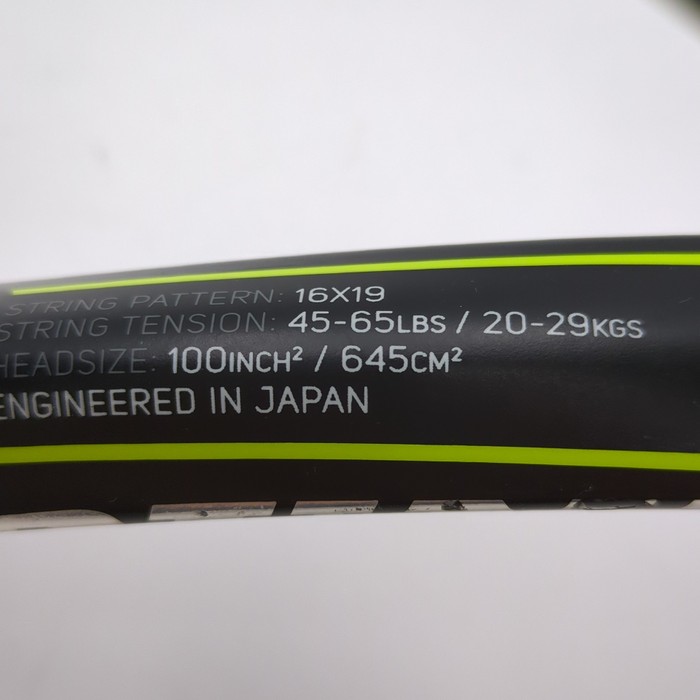 STRING PATTERN: 16X19
STRING TENSION: 45-65LBS / 20-29KGS
HEADSIZE: 100INCH² / 645CM²
ENGINEERED IN JAPAN